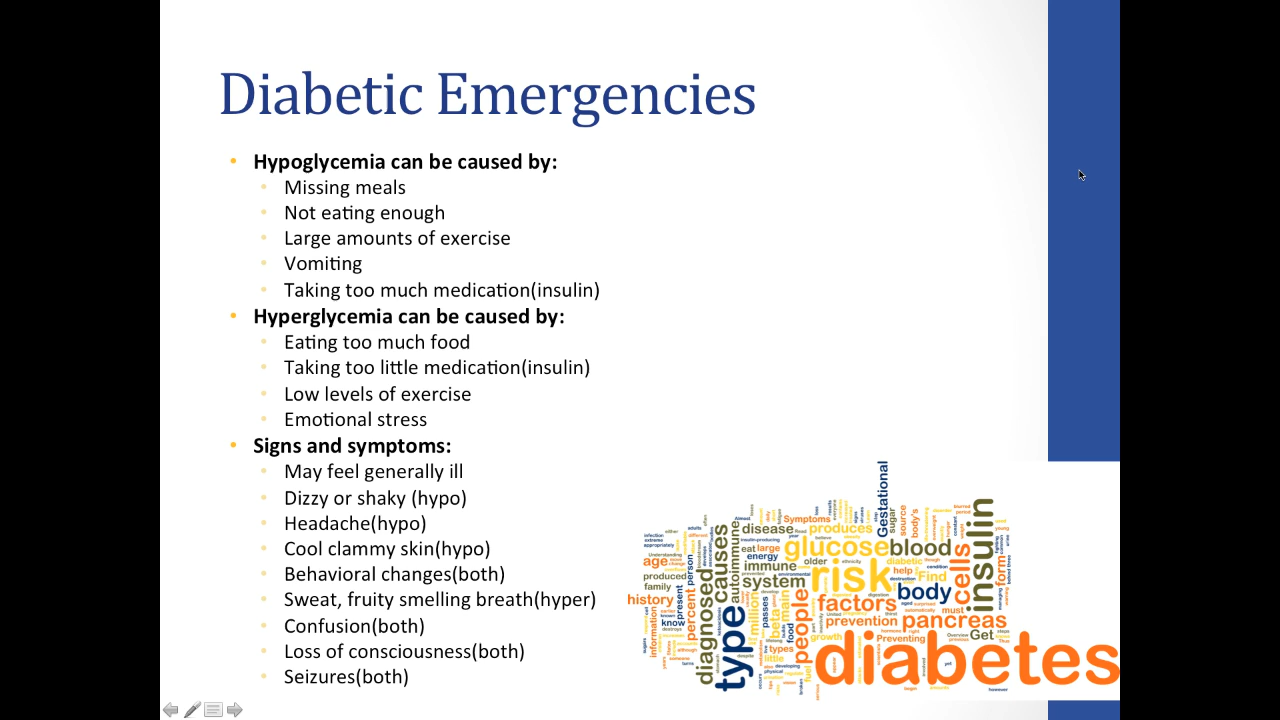 Diabetic Emergencies
• Hypoglycemia can be caused by:
• Missing meals
• Not eating enough
• Large amounts of exercise
• Vomiting
• Taking too much medication(insulin)
• Hyperglycemia can be caused by:
• Eating too much food
• Taking too little medication(insulin)
• Low levels of exercise
• Emotional stress
• Signs and symptoms:
• May feel generally ill
• Dizzy or shaky (hypo)
• Headache(hypo)
• Cool clammy skin(hypo)
• Behavioral changes(both)
• Sweat, fruity smelling breath(hyper)
• Confusion(both)
• Loss of consciousness(both)
• Seizures(both)
Gestational
insulin
Symptoms
disease
produces
source
body's
sugar
causes
autoimmune
eat large
glucose
blood
energy
older
immune
system
risk
cells
form
help
Find
body
age
person
produced
family
history
percent
present
know
information
diagnosed
type
million
passes
beta
main
food
people
factors
prevention
pancreas
must
growth
Preventing
Get
types
little
fuel
diabetes